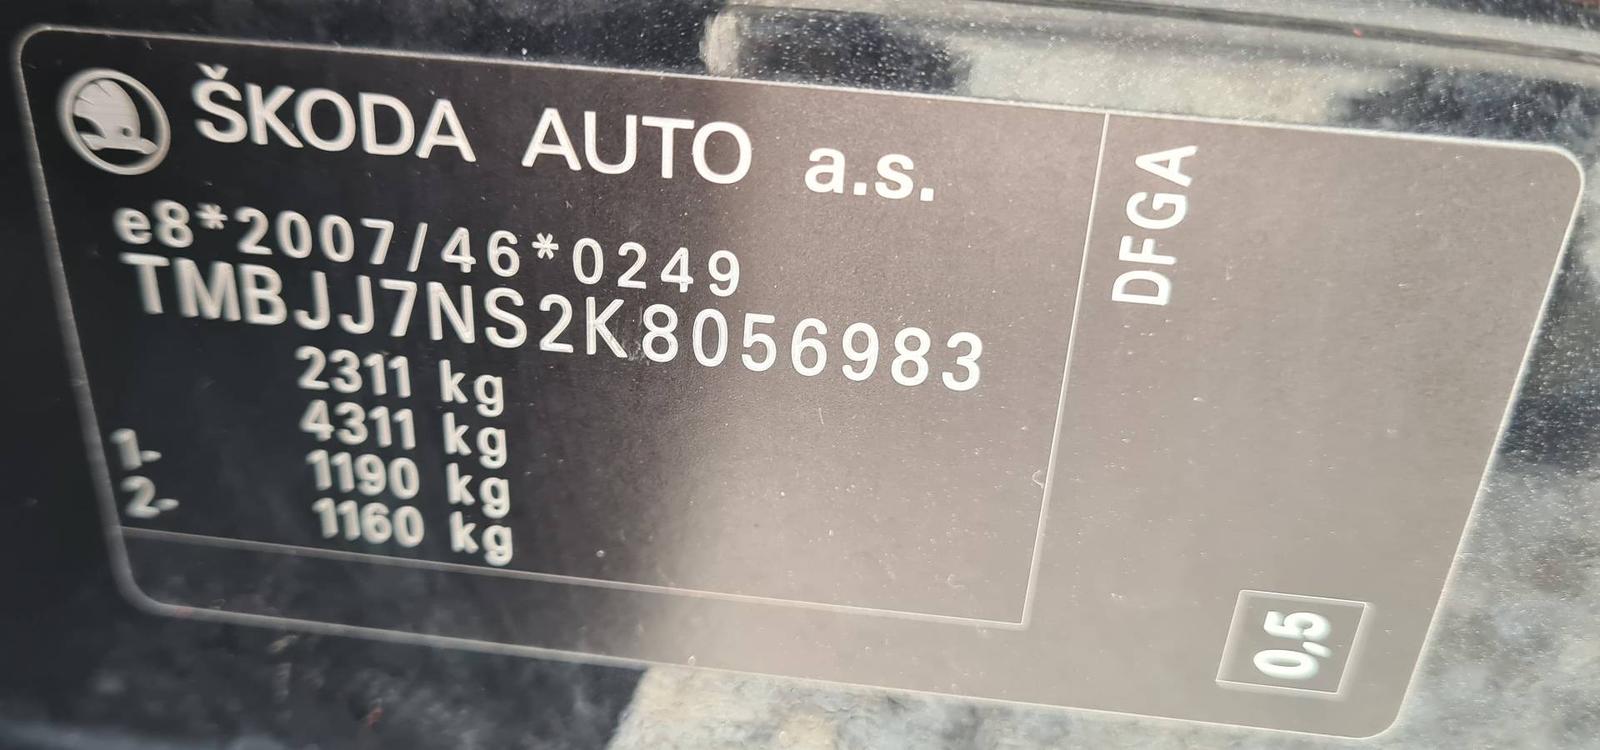 ŠKODA AUTO a.s.
e8*2007/46*0249
TMBJJ7NS2K8056983
2311 kg
4311 kg
1- 1190 kg
2- 1160 kg
DFGA
0,5